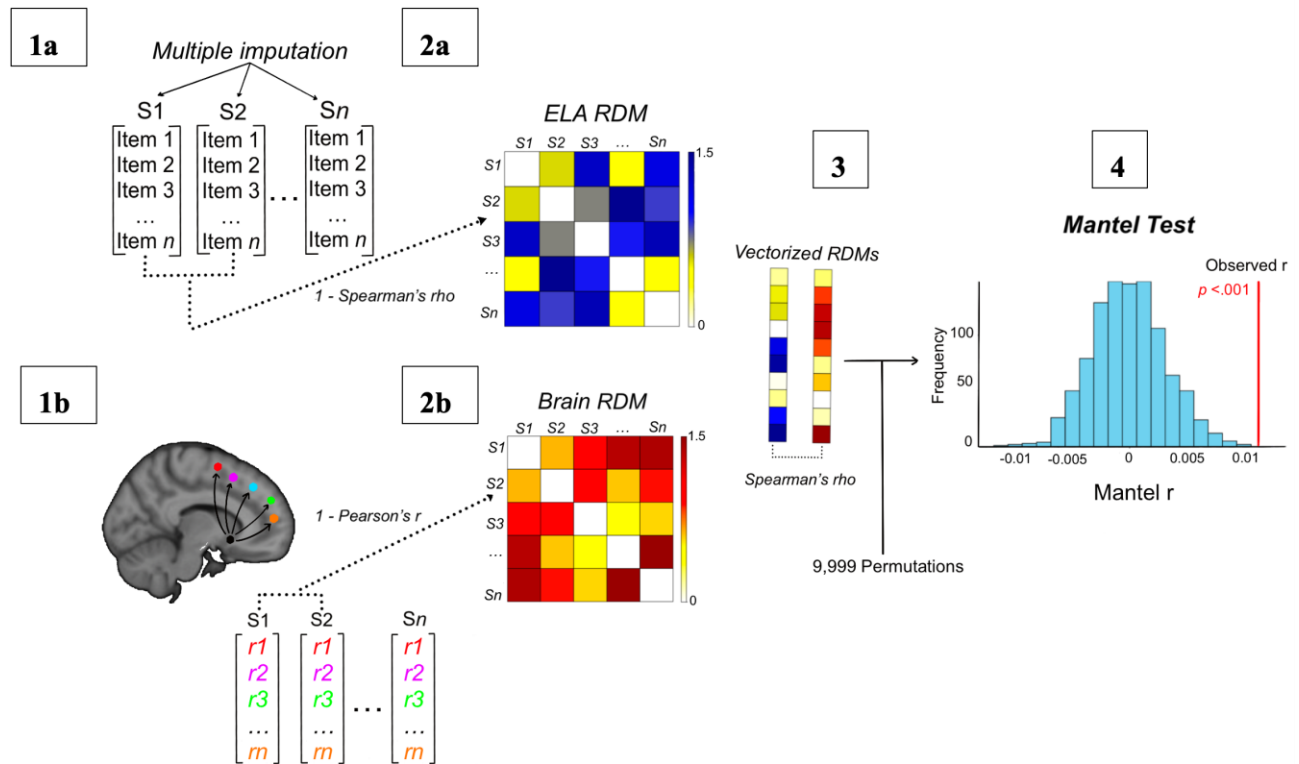 1a
Multiple imputation
S1 S2 Sn
Item 1 Item 1 Item 1
Item 2 Item 2 Item 2
Item 3 Item 3 Item 3
... ... ... ...
Item n Item n Item n
1 - Spearman's rho
2a
ELA RDM
S1 S2 S3 ... Sn
S1
S2
S3
...
Sn
1.5
0
1b
1 - Pearson's r
S1 S2 Sn
r1 r1 r1
r2 r2 r2
r3 r3 r3
... ... ... ...
rn rn rn
2b
Brain RDM
S1 S2 S3 ... Sn
S1
S2
S3
...
Sn
1.5
0
3
Vectorized RDMs
Spearman's rho
9,999 Permutations
4
Mantel Test
Observed r
p <.001
Frequency
100
50
0
-0.01 -0.005 0 0.005 0.01
Mantel r